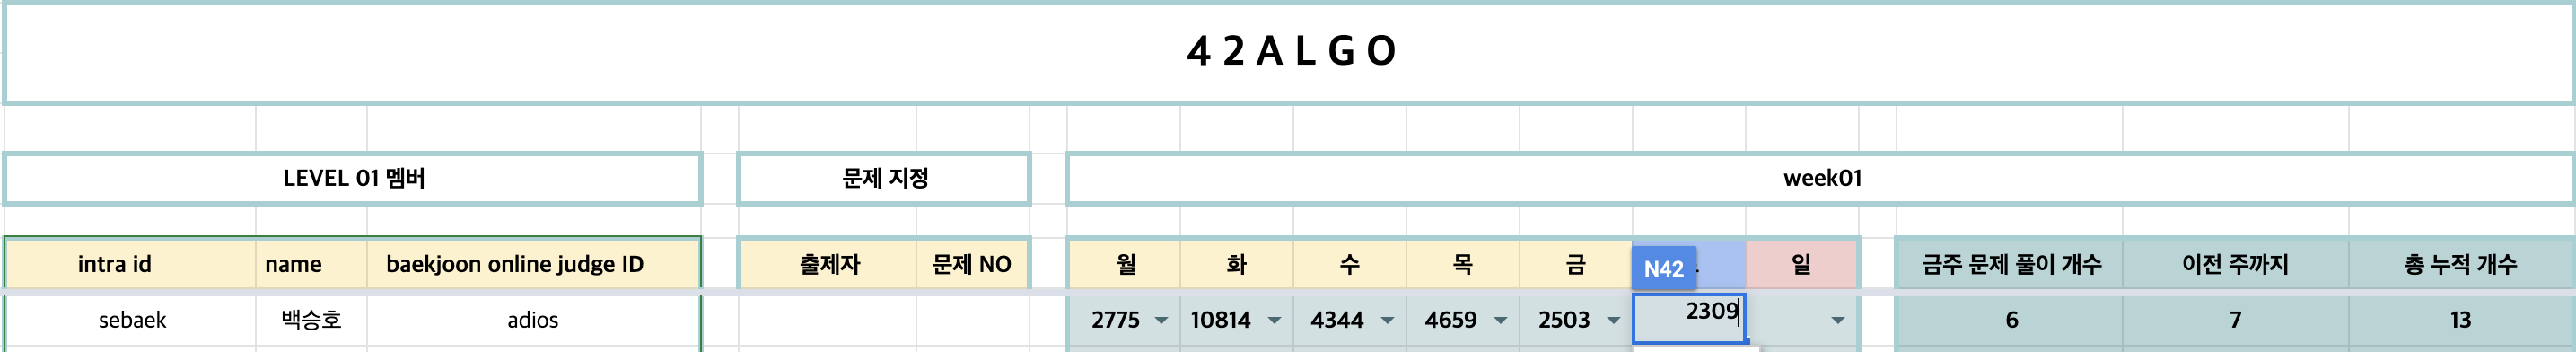 42ALGO
LEVEL 01 멤버 문제 지정 week01
intra id name baekjoon online judge ID 출제자 문제 NO 월 화 수 목 금 N42 일 금주 문제 풀이 개수 이전 주까지 총 누적 개수
sebaek 백승호 adios 2775 10814 4344 4659 2503 2309 6 7 13